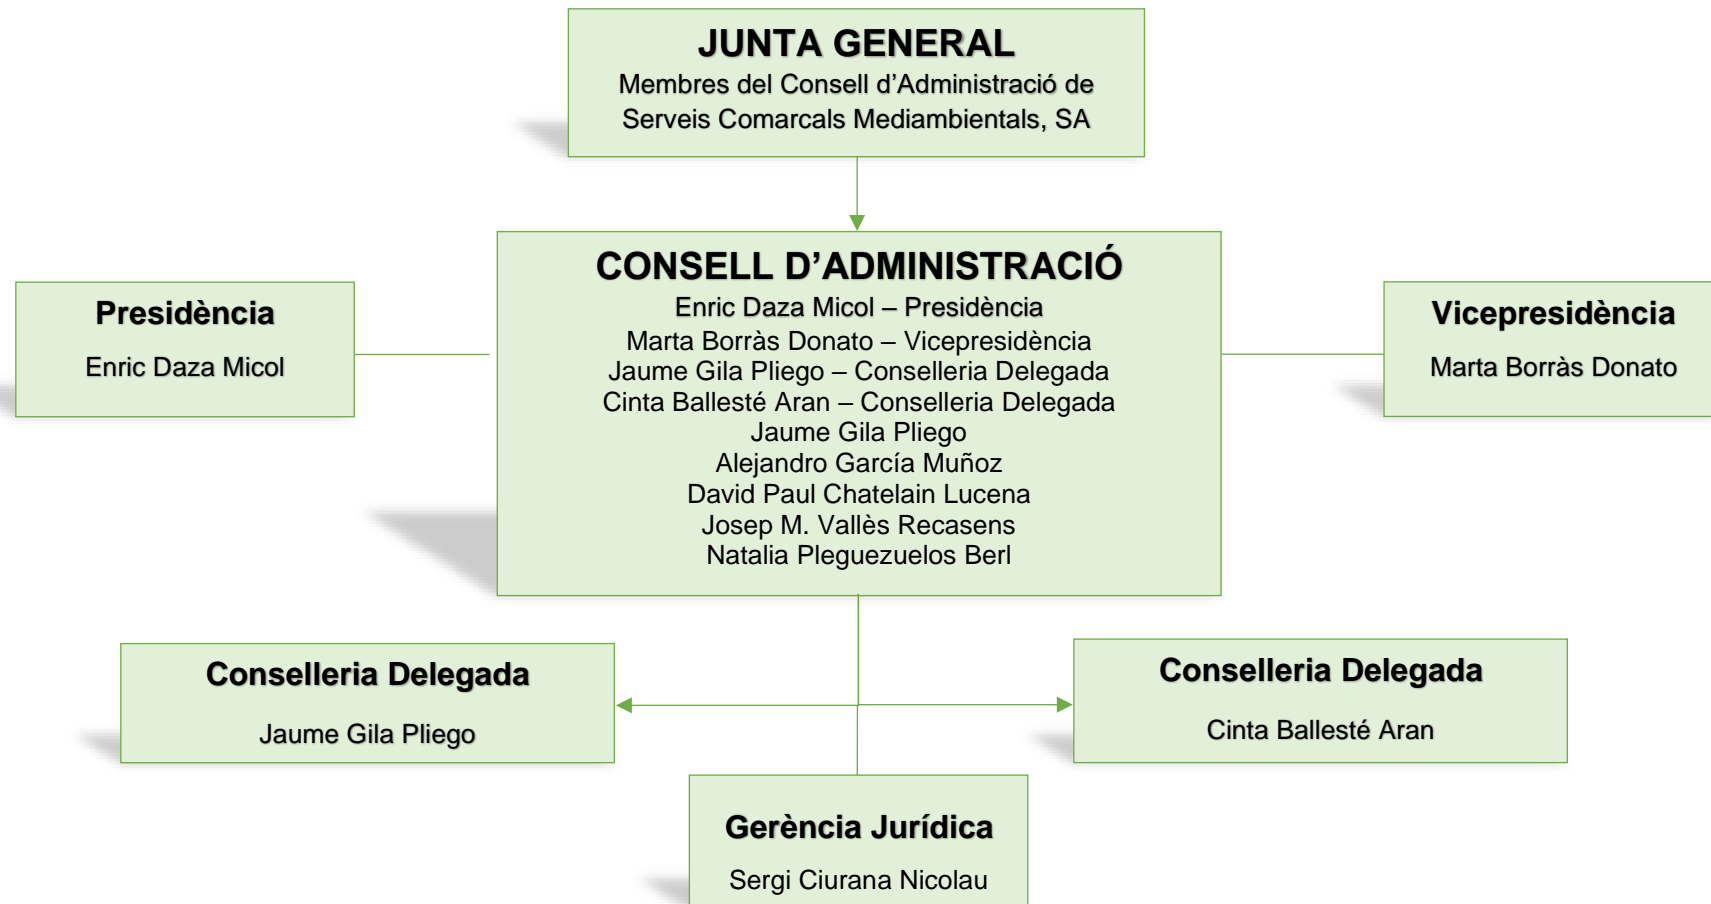 JUNTA GENERAL
Membres del Consell d’Administració de
Serveis Comarcals Mediambientals, SA
CONSELL D’ADMINISTRACIÓ
Enric Daza Micol – Presidència
Marta Borràs Donato – Vicepresidència
Jaume Gila Pliego – Conselleria Delegada
Cinta Ballesté Aran – Conselleria Delegada
Jaume Gila Pliego
Alejandro García Muñoz
David Paul Chatelain Lucena
Josep M. Vallès Recasens
Natalia Pleguezuelos Berl
Presidència
Enric Daza Micol
Vicepresidència
Marta Borràs Donato
Conselleria Delegada
Jaume Gila Pliego
Conselleria Delegada
Cinta Ballesté Aran
Gerència Jurídica
Sergi Ciurana Nicolau